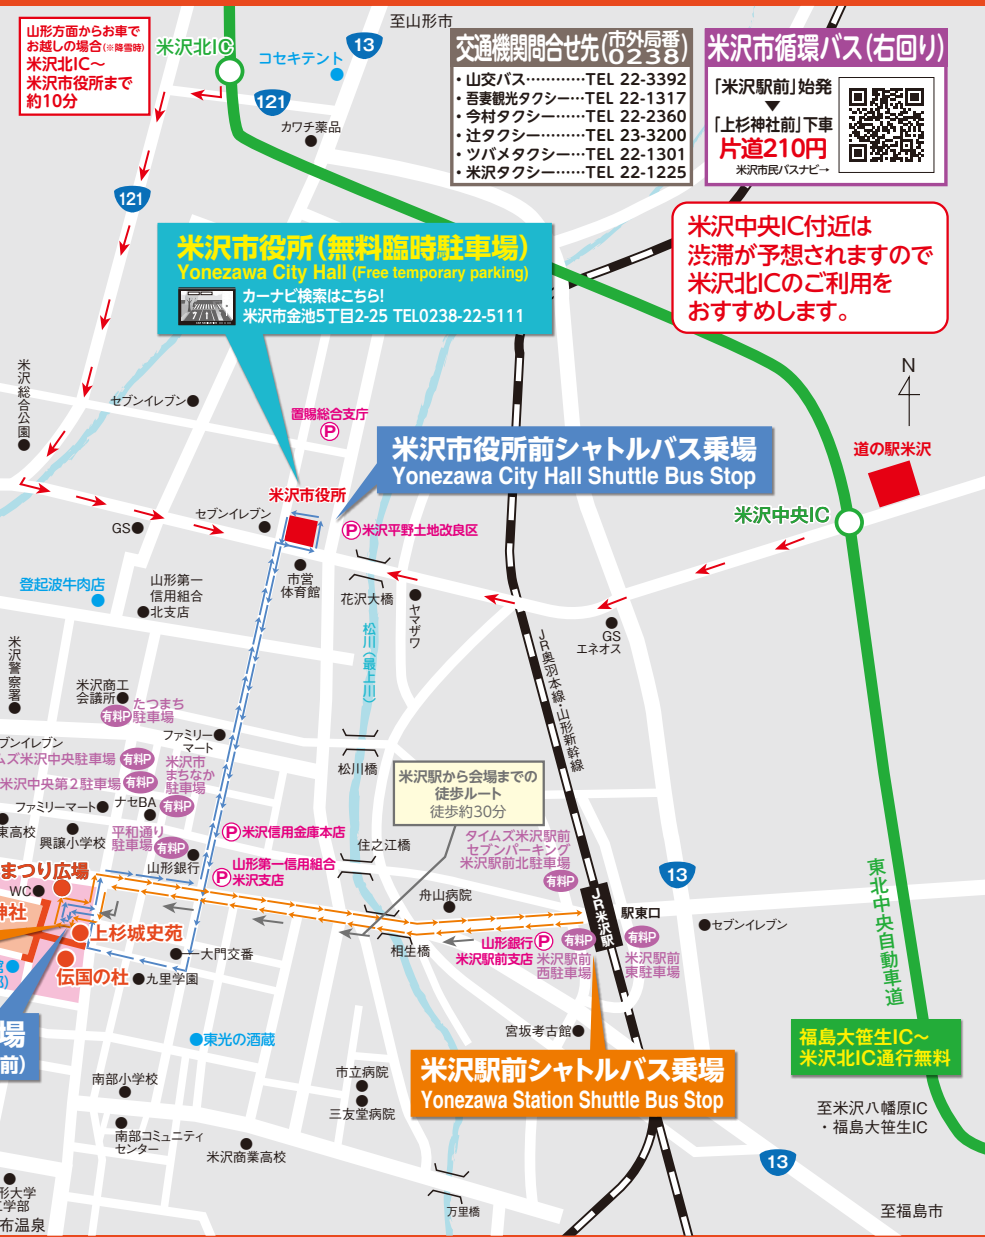 至山形市
山形方面からお車で
お越しの場合(※降雪時)
米沢北IC〜
米沢市役所まで
約10分
米沢北IC
コセキテント
13
121
カワチ薬品
121
交通機関問合せ先(市外局番0238)
・山交バス…………TEL 22-3392
・吾妻観光タクシー…TEL 22-1317
・今村タクシー………TEL 22-2360
・辻タクシー…………TEL 23-3200
・ツバメタクシー……TEL 22-1301
・米沢タクシー………TEL 22-1225
米沢市循環バス(右回り)
「米沢駅前」始発
▼
「上杉神社前」下車
片道210円
米沢市民バスナビ→
米沢中央IC付近は
渋滞が予想されますので
米沢北ICのご利用を
おすすめします。
米沢市役所(無料臨時駐車場)
Yonezawa City Hall (Free temporary parking)
カーナビ検索はこちら!
米沢市金池5丁目2-25 TEL0238-22-5111
米沢総合公園
セブンイレブン
置賜総合支庁
P
N
米沢市役所前シャトルバス乗場
Yonezawa City Hall Shuttle Bus Stop
道の駅米沢
米沢市役所
セブンイレブン
GS
P米沢平野土地改良区
米沢中央IC
登起波牛肉店
山形第一
信用組合
北支店
市営
体育館
花沢大橋
ヤマザワ
GS
エネオス
松川(最上川)
JR奥羽本線・山形新幹線
米沢警察署
米沢商工
会議所
有料P
たつまち
駐車場
ブンイレブン
ファミリー
マート
ムズ米沢中央駐車場 有料P
米沢中央第2駐車場 有料P
米沢市
まちなか
駐車場
有料P
松川橋
米沢駅から会場までの
徒歩ルート
徒歩約30分
ファミリーマート
ナセBA
東高校
興譲小学校
平和通り
駐車場
有料P
山形銀行
P米沢信用金庫本店
P山形第一信用組合
米沢支店
住之江橋
タイムズ米沢駅前
セブンパーキング
米沢駅前北駐車場
有料P
13
東北中央自動車道
まつり広場
WC
神社
上杉城史苑
舟山病院
JR米沢駅
駅東口
セブンイレブン
伝国の杜
大門交番
九里学園
相生橋
山形銀行P
米沢駅前支店
有料P
米沢駅前
西駐車場
有料P
米沢駅前
東駐車場
場
前)
東光の酒蔵
宮坂考古館
福島大笹生IC〜
米沢北IC通行無料
米沢駅前シャトルバス乗場
Yonezawa Station Shuttle Bus Stop
南部小学校
市立病院
三友堂病院
至米沢八幡原IC
・福島大笹生IC
南部コミュニティ
センター
米沢商業高校
13
形大学
工学部
布温泉
万里橋
至福島市